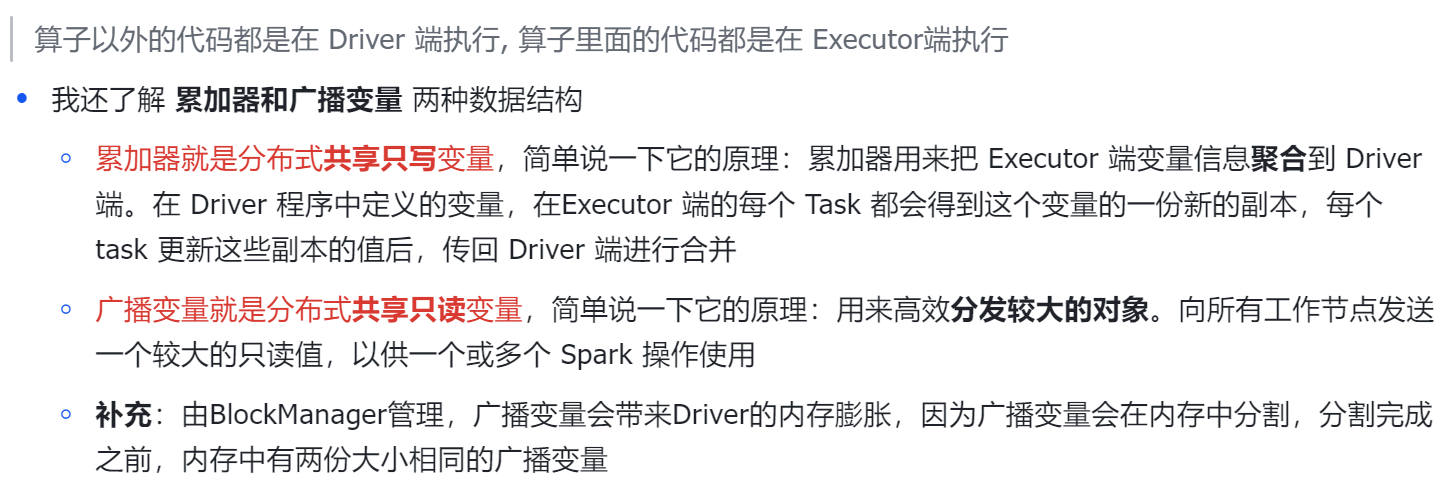 算子以外的代码都是在 Driver 端执行, 算子里面的代码都是在 Executor端执行
我还了解 累加器和广播变量 两种数据结构
累加器就是分布式共享只写变量，简单说一下它的原理：累加器用来把 Executor 端变量信息聚合到 Driver
端。在 Driver 程序中定义的变量，在Executor 端的每个 Task 都会得到这个变量的一份新的副本，每个
task 更新这些副本的值后，传回 Driver 端进行合并
广播变量就是分布式共享只读变量，简单说一下它的原理：用来高效分发较大的对象。向所有工作节点发送
一个较大的只读值，以供一个或多个 Spark 操作使用
补充：由BlockManager管理，广播变量会带来Driver的内存膨胀，因为广播变量会在内存中分割，分割完成
之前，内存中有两份大小相同的广播变量